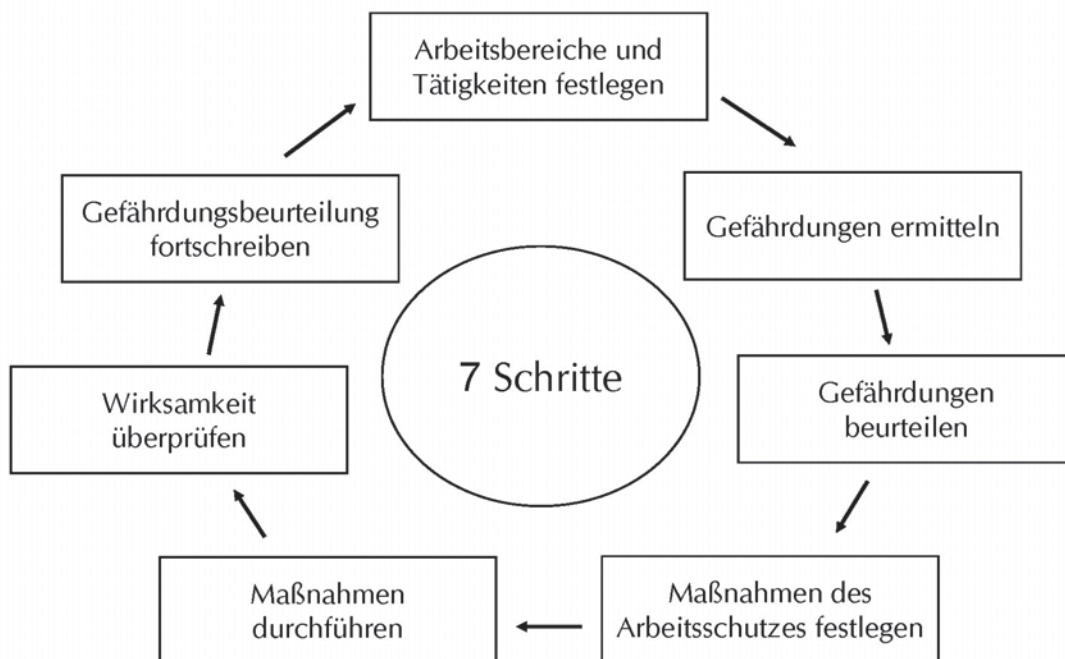 Arbeitsbereiche und
Tätigkeiten festlegen
Gefährdungen ermitteln
Gefährdungen
beurteilen
Maßnahmen des
Arbeitsschutzes festlegen
Maßnahmen
durchführen
Wirksamkeit
überprüfen
Gefährdungsbeurteilung
fortschreiben
7 Schritte